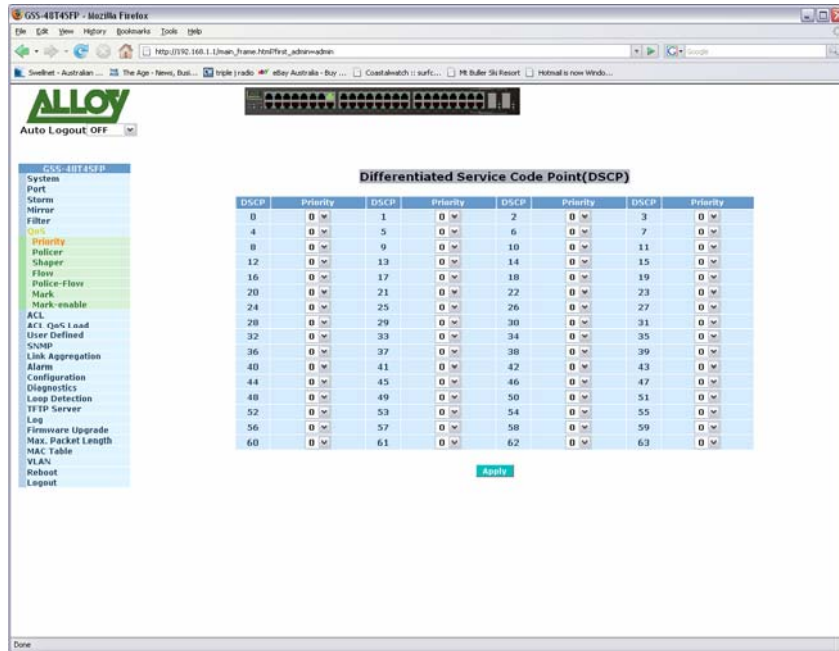 GSS-48T4SFP - Mozilla Firefox
File Edit View History Bookmarks Tools Help
http://192.168.1.1/main_frame.html?first_admin=admin
Google
Swellnet - Australian ... The Age - News, Busi... triple j radio eBay Australia - Buy ... Coastalwatch :: surfc... Mt Buller Ski Resort Hotmail is now Windo...
ALLOY
Auto Logout OFF
GSS-48T4SFP
System
Port
Storm
Mirror
Filter
QoS
Priority
Policer
Shaper
Flow
Police-Flow
Mark
Mark-enable
ACL
ACL QoS Load
User Defined
SNMP
Link Aggregation
Alarm
Configuration
Diagnostics
Loop Detection
TFTP Server
Log
Firmware Upgrade
Max. Packet Length
MAC Table
VLAN
Reboot
Logout
Differentiated Service Code Point(DSCP)
DSCP Priority DSCP Priority DSCP Priority DSCP Priority
0 0 1 0 2 0 3 0
4 0 5 0 6 0 7 0
8 0 9 0 10 0 11 0
12 0 13 0 14 0 15 0
16 0 17 0 18 0 19 0
20 0 21 0 22 0 23 0
24 0 25 0 26 0 27 0
28 0 29 0 30 0 31 0
32 0 33 0 34 0 35 0
36 0 37 0 38 0 39 0
40 0 41 0 42 0 43 0
44 0 45 0 46 0 47 0
48 0 49 0 50 0 51 0
52 0 53 0 54 0 55 0
56 0 57 0 58 0 59 0
60 0 61 0 62 0 63 0
Apply
Done